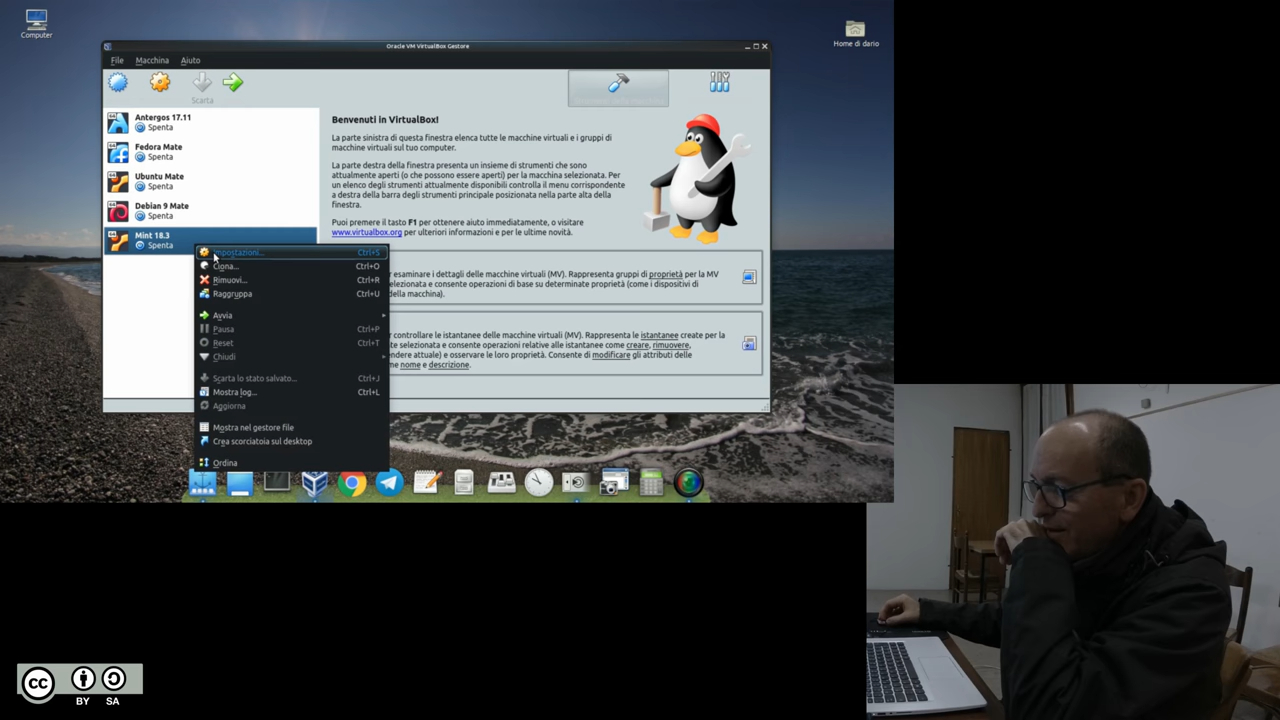 Computer
Home di dario
Oracle VM VirtualBox Gestore
File Macchina Aiuto
Scarta
Antergos 17.11
Spenta
Fedora Mate
Spenta
Ubuntu Mate
Spenta
Debian 9 Mate
Spenta
Mint 18.3
Spenta
Benvenuti in VirtualBox!
La parte sinistra di questa finestra elenca tutte le macchine virtuali e i gruppi di
macchine virtuali sul tuo computer.
La parte destra della finestra presenta un insieme di strumenti che sono
attualmente aperti (o che possono essere aperti) per la macchina selezionata. Per
un elenco degli strumenti attualmente disponibili controlla il menu corrispondente
a destra della barra degli strumenti principale posizionata nella parte alta della
finestra.
Puoi premere il tasto F1 per ottenere aiuto immediatamente, o visitare
www.virtualbox.org per ulteriori informazioni e per le ultime novità.
Impostazioni... Ctrl+S
Clona... Ctrl+O
Rimuovi... Ctrl+R
Raggruppa Ctrl+U
Avvia
Pausa Ctrl+P
Reset Ctrl+T
Chiudi
Scarta lo stato salvato... Ctrl+J
Mostra log... Ctrl+L
Aggiorna
Mostra nel gestore file
Crea scorciatoia sul desktop
Ordina
esaminare i dettagli delle macchine virtuali (MV). Rappresenta gruppi di proprietà per la MV
selezionata e consente operazioni di base su determinate proprietà (come i dispositivi di
della macchina).
controllare le istantanee delle macchine virtuali (MV). Rappresenta le istantanee create per la
selezionata e consente operazioni relative alle istantanee come creare, rimuovere,
attuale) e osservare le loro proprietà. Consente di modificare gli attributi delle
nome e descrizione.
cc BY SA